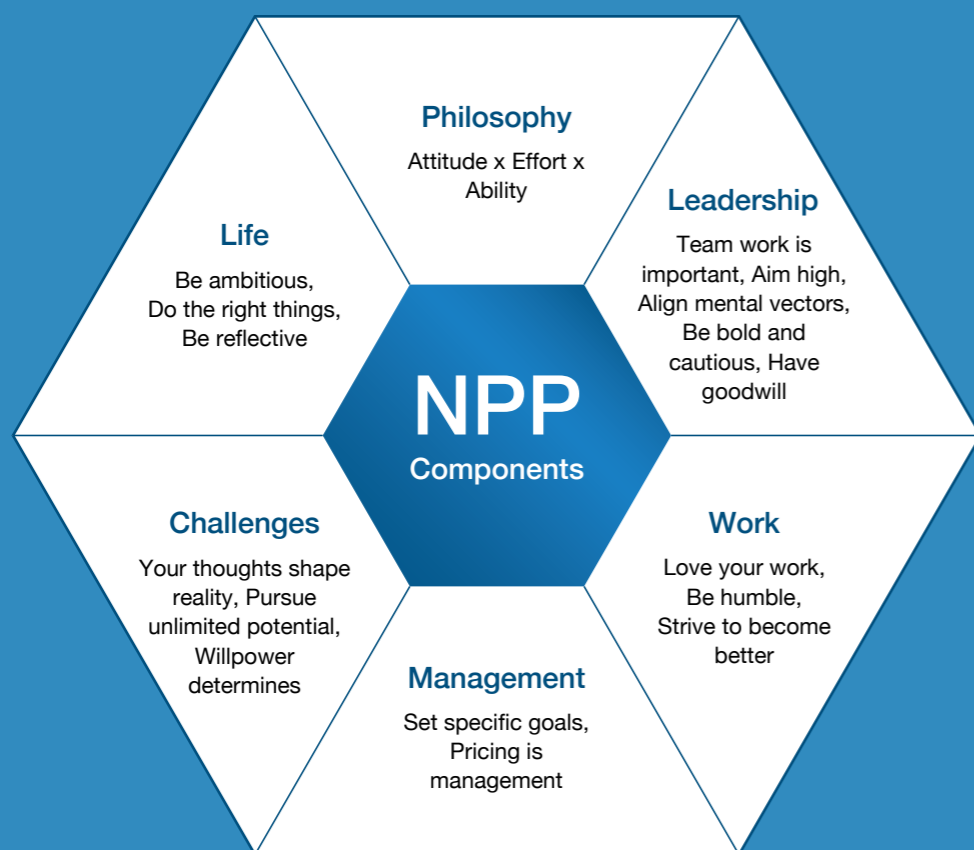 Philosophy
Attitude x Effort x
Ability
Leadership
Team work is
important, Aim high,
Align mental vectors,
Be bold and
cautious, Have
goodwill
Life
Be ambitious,
Do the right things,
Be reflective
NPP
Components
Challenges
Your thoughts shape
reality, Pursue
unlimited potential,
Willpower
determines
Work
Love your work,
Be humble,
Strive to become
better
Management
Set specific goals,
Pricing is
management